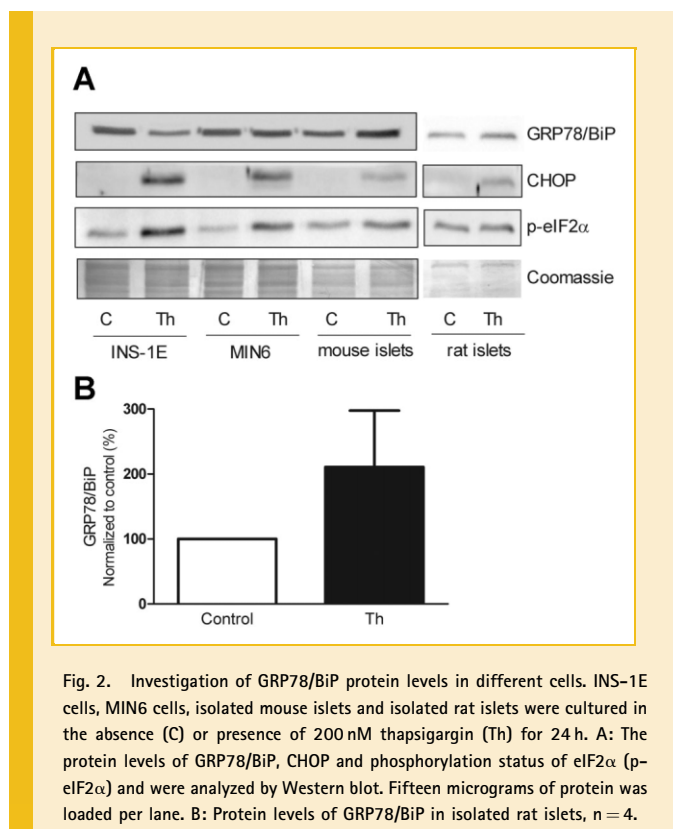 A
GRP78/BiP
CHOP
p-eIF2α
Coomassie
C Th C Th C Th C Th
INS-1E MIN6 mouse islets rat islets
B
GRP78/BiP
Normalized to control (%)
300
200
100
0
Control Th
Fig. 2. Investigation of GRP78/BiP protein levels in different cells. INS-1E
cells, MIN6 cells, isolated mouse islets and isolated rat islets were cultured in
the absence (C) or presence of 200 nM thapsigargin (Th) for 24 h. A: The
protein levels of GRP78/BiP, CHOP and phosphorylation status of eIF2α (p-
eIF2α) and were analyzed by Western blot. Fifteen micrograms of protein was
loaded per lane. B: Protein levels of GRP78/BiP in isolated rat islets, n = 4.